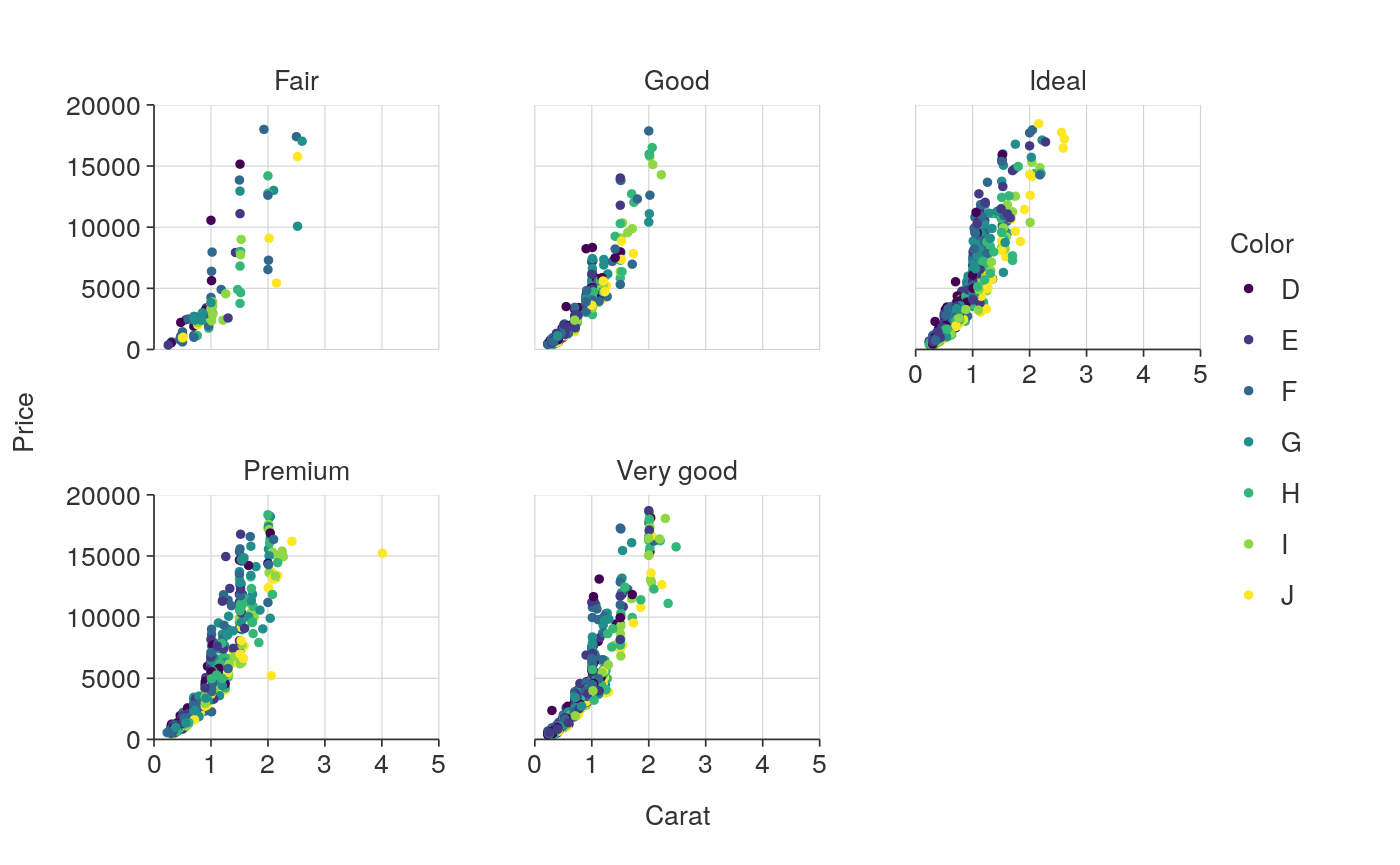 Fair Good Ideal
20000
15000
10000
5000
0
0 1 2 3 4 5
Color
D
E
F
G
H
I
J
Price
Premium Very good
20000
15000
10000
5000
0
0 1 2 3 4 5 0 1 2 3 4 5
Carat